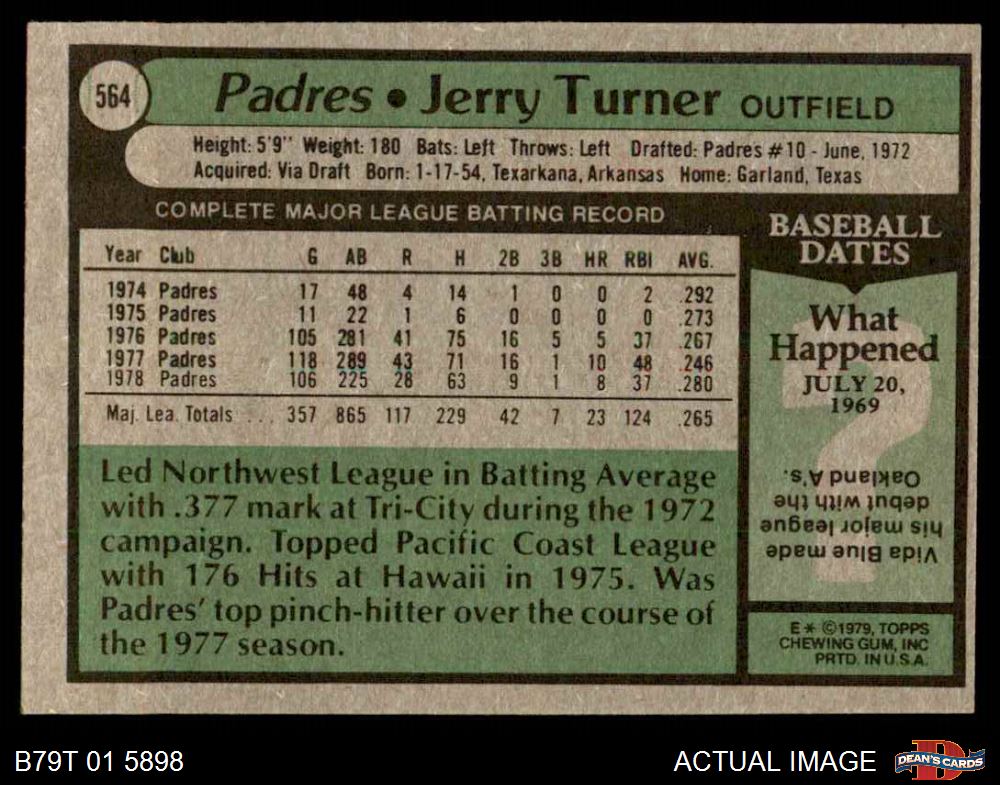 564
Padres • Jerry Turner OUTFIELD
Height: 5'9" Weight: 180 Bats: Left Throws: Left Drafted: Padres #10 - June, 1972
Acquired: Via Draft Born: 1-17-54, Texarkana, Arkansas Home: Garland, Texas
COMPLETE MAJOR LEAGUE BATTING RECORD
Year Club G AB R H 2B 3B HR RBI AVG.
1974 Padres 17 48 4 14 1 0 0 2 .292
1975 Padres 11 22 1 6 0 0 0 0 .273
1976 Padres 105 281 41 75 16 5 5 37 .267
1977 Padres 118 289 43 71 16 1 10 48 .246
1978 Padres 106 225 28 63 9 1 8 37 .280
Maj. Lea. Totals ... 357 865 117 229 42 7 23 124 .265
Led Northwest League in Batting Average
with .377 mark at Tri-City during the 1972
campaign. Topped Pacific Coast League
with 176 Hits at Hawaii in 1975. Was
Padres' top pinch-hitter over the course of
the 1977 season.
BASEBALL
DATES
What
Happened
JULY 20,
1969
?
Vida Blue made
his major league
debut with the
Oakland A's.
E * ©1979, TOPPS
CHEWING GUM, INC
PRTD. IN U.S.A.
B79T 01 5898
ACTUAL IMAGE
D
DEAN'S CARDS